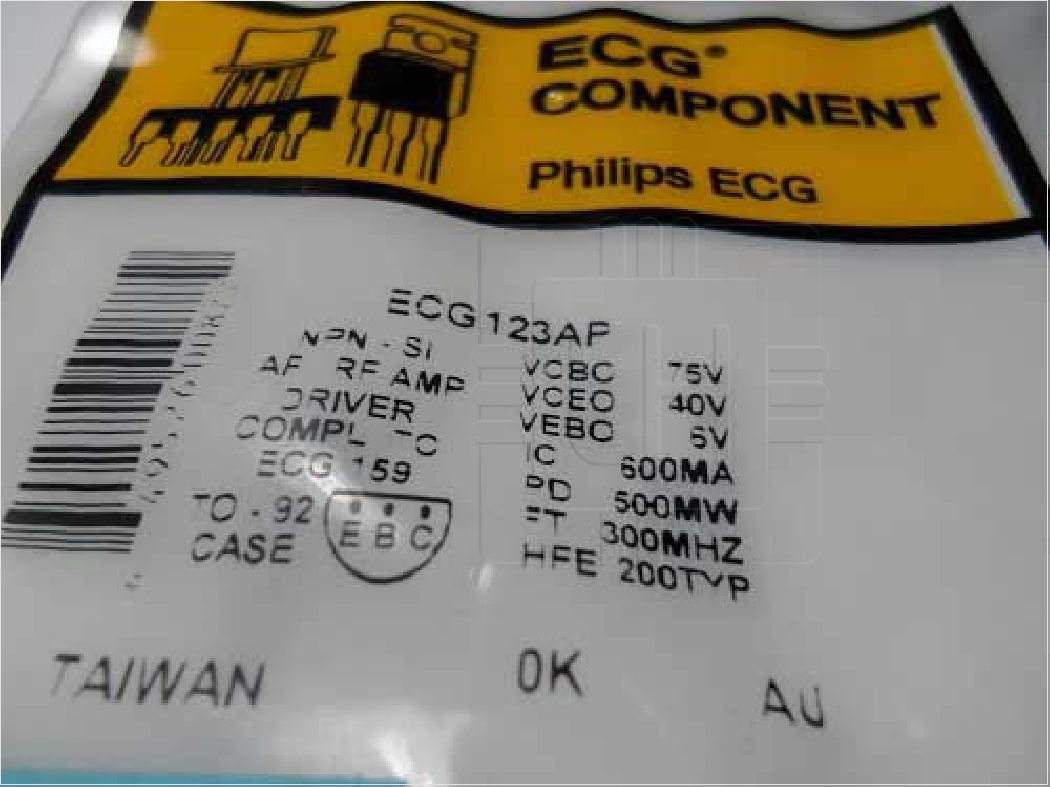 ECG®
COMPONENT
Philips ECG
ECG123AP
NPN - SI
AF RF AMP
DRIVER
COMPL TO
ECG 159
TO - 92
CASE
E B C
VCBO 75V
VCEO 40V
VEBO 6V
IC 600MA
PD 500MW
FT 300MHZ
HFE 200TYP
TAIWAN
OK
AU